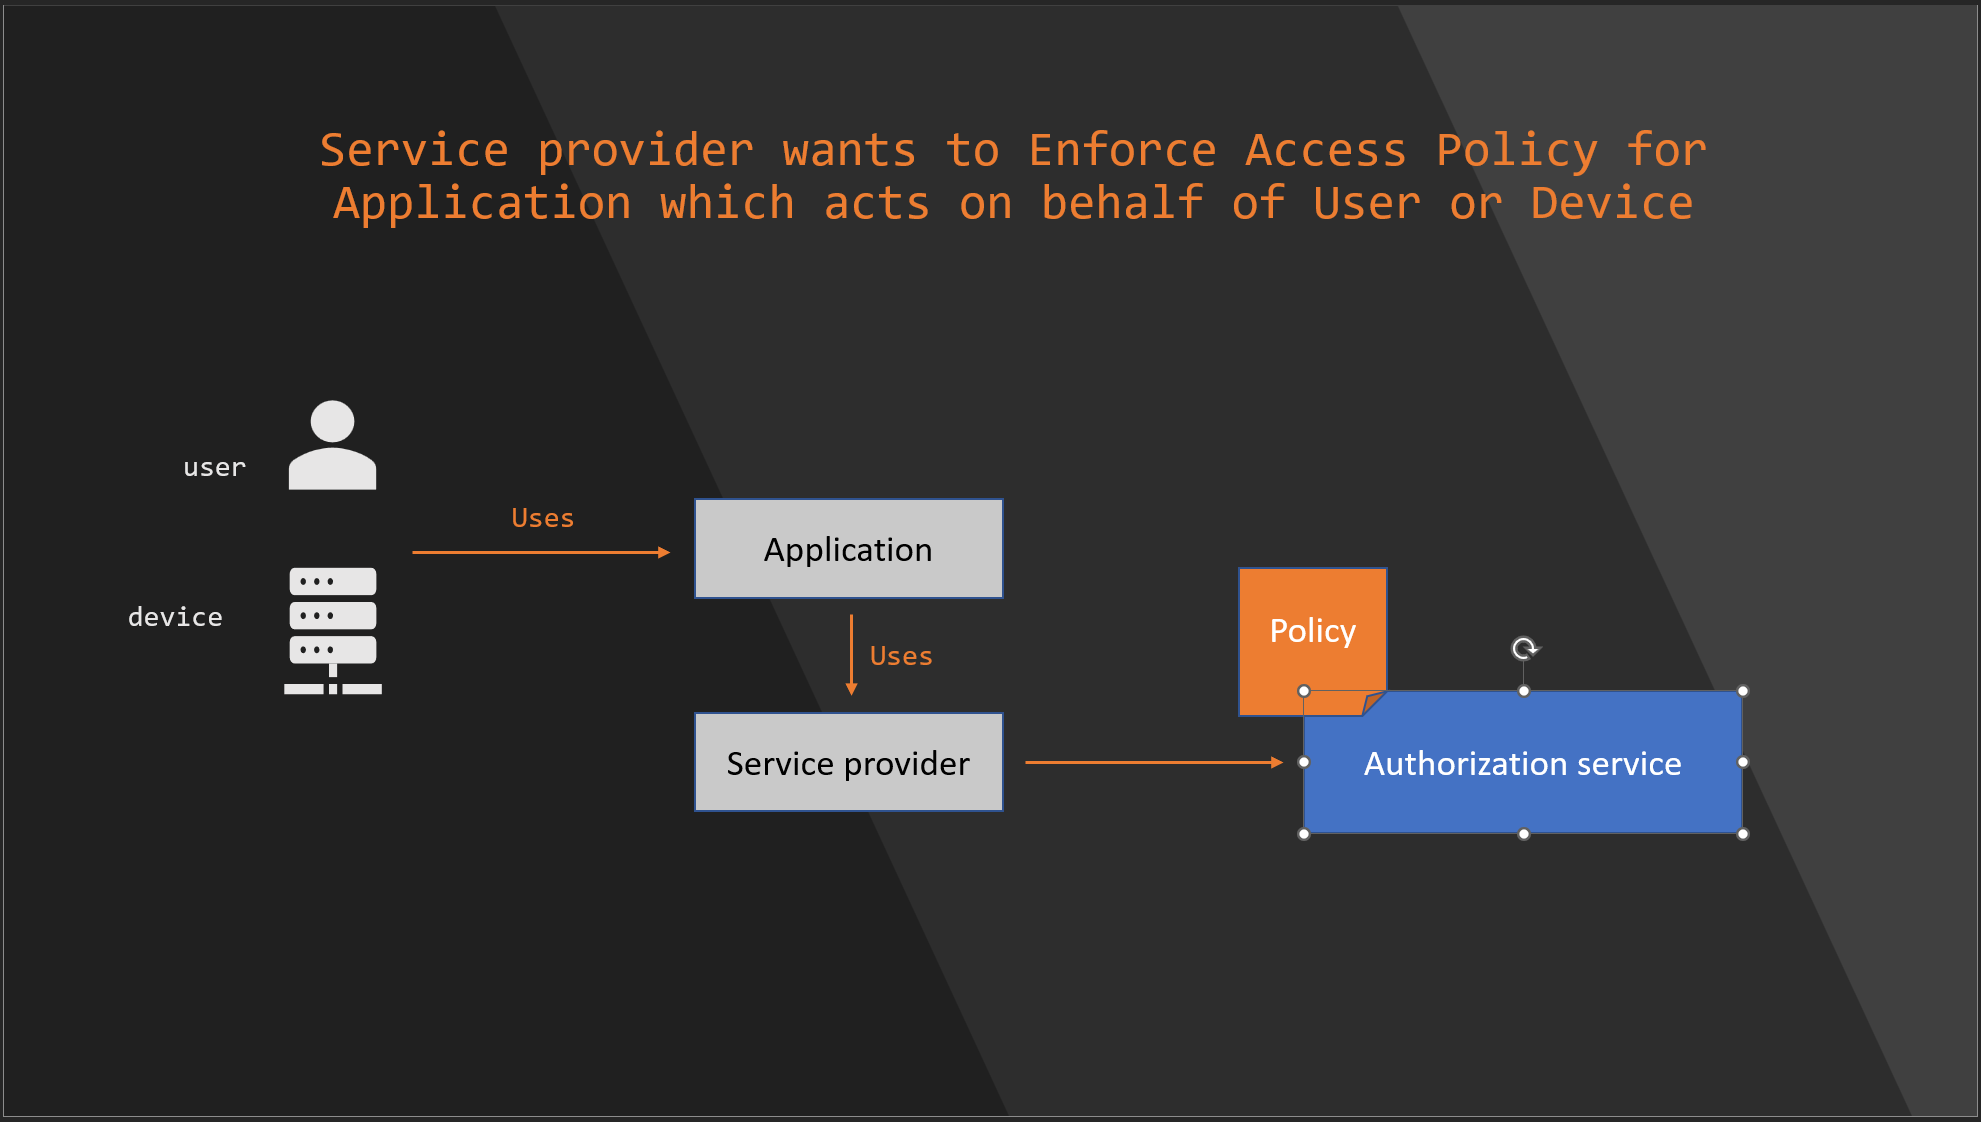 Service provider wants to Enforce Access Policy for
Application which acts on behalf of User or Device
user
Uses
Application
device
Policy
Uses
Service provider
Authorization service